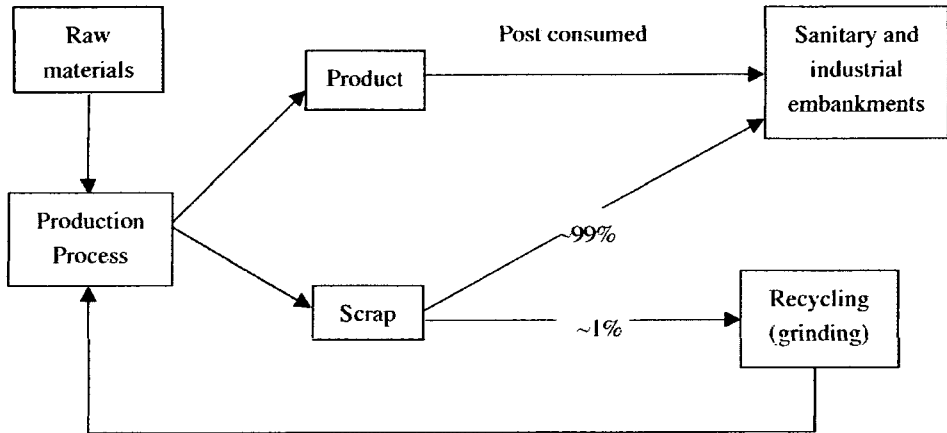 Raw
materials
Post consumed
Sanitary and
industrial
embankments
Product
Production
Process
~99%
Scrap
~1%
Recycling
(grinding)